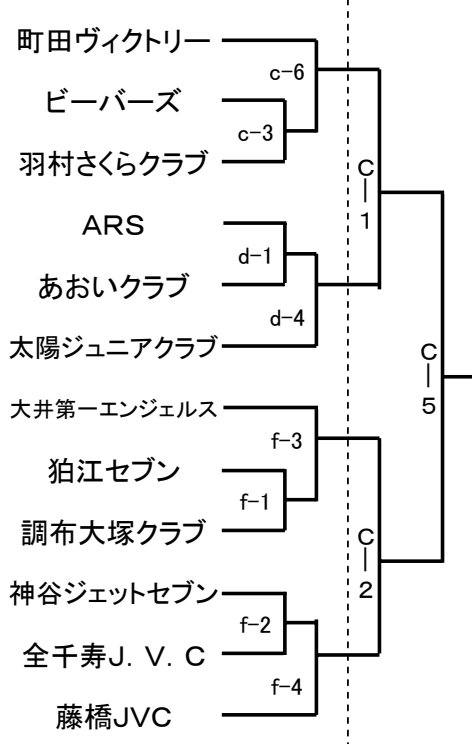 町田ヴィクトリー
c-6
ビーバーズ
c-3
羽村さくらクラブ
C|1
ARS
d-1
あおいクラブ
d-4
太陽ジュニアクラブ
C|5
大井第一エンジェルス
f-3
狛江セブン
f-1
調布大塚クラブ
C|2
神谷ジェットセブン
f-2
全千寿J．V．C
f-4
藤橋JVC